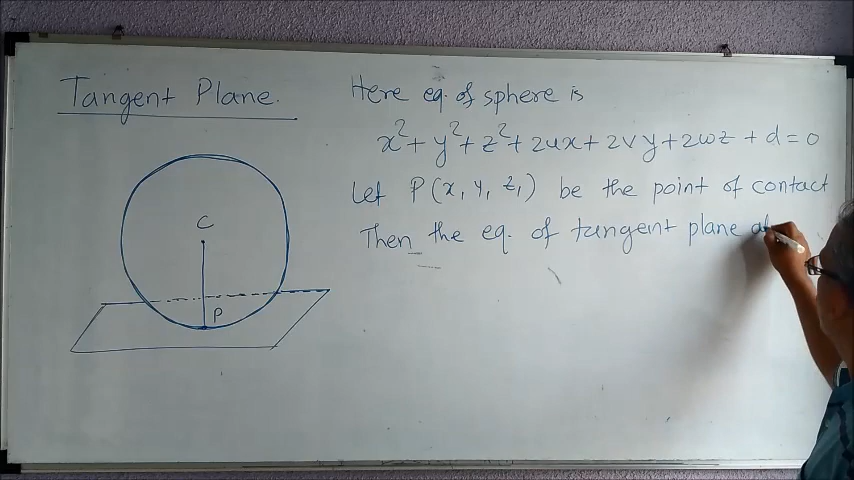 Tangent Plane.
Here eq. of sphere is
x²+y²+z²+2ux+2vy+2wz+d=0
Let P(x₁ y₁ z₁) be the point of contact
Then the eq. of tangent plane at
C
P